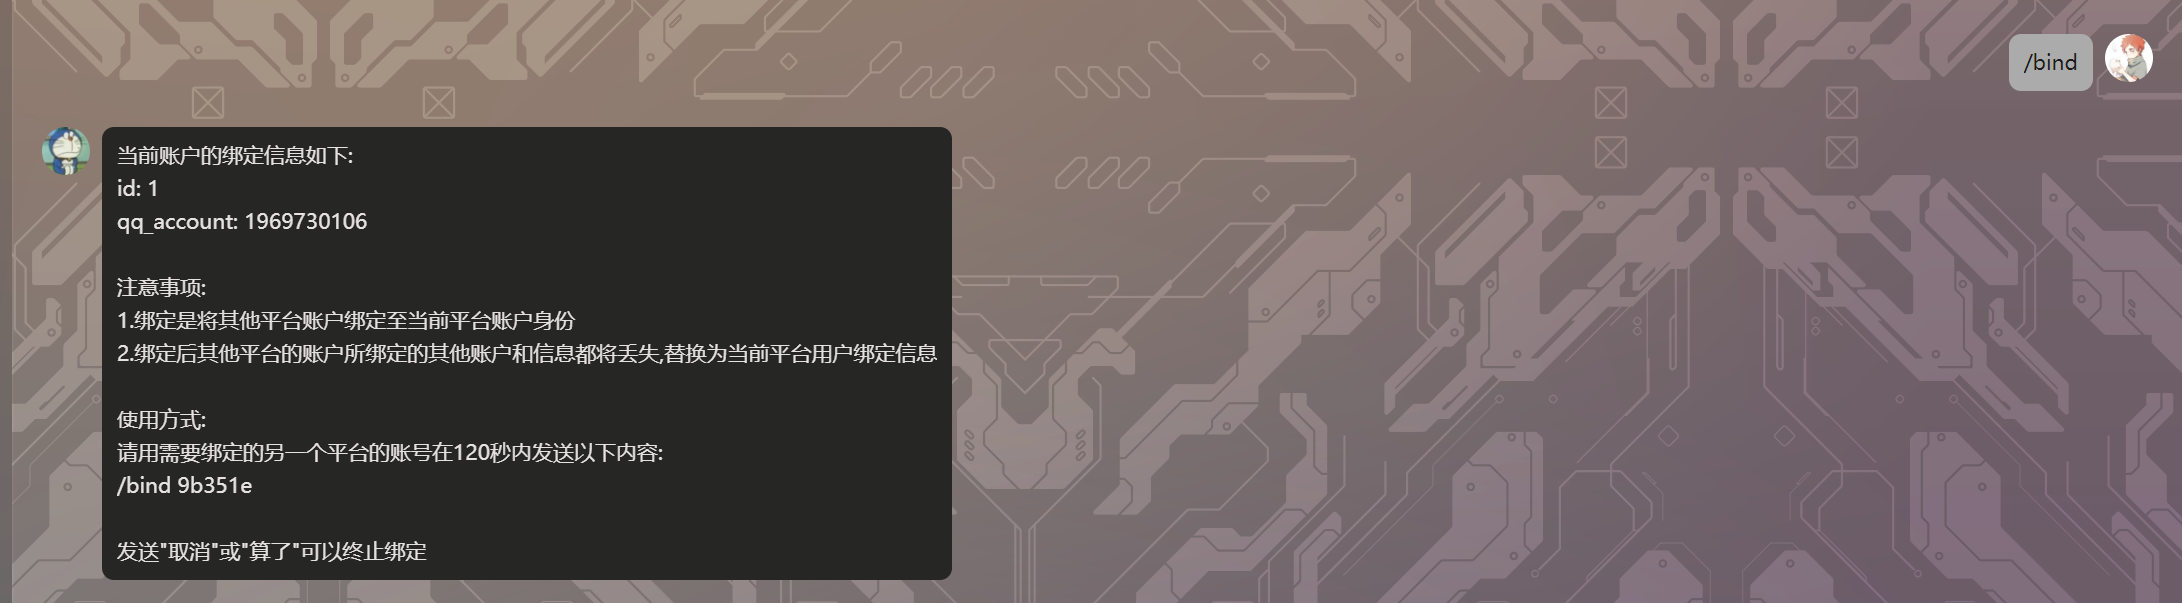 /bind
当前账户的绑定信息如下:
id: 1
qq_account: 1969730106
注意事项:
1.绑定是将其他平台账户绑定至当前平台账户身份
2.绑定后其他平台的账户所绑定的其他账户和信息都将丢失,替换为当前平台用户绑定信息
使用方式:
请用需要绑定的另一个平台的账号在120秒内发送以下内容:
/bind 9b351e
发送"取消"或"算了"可以终止绑定